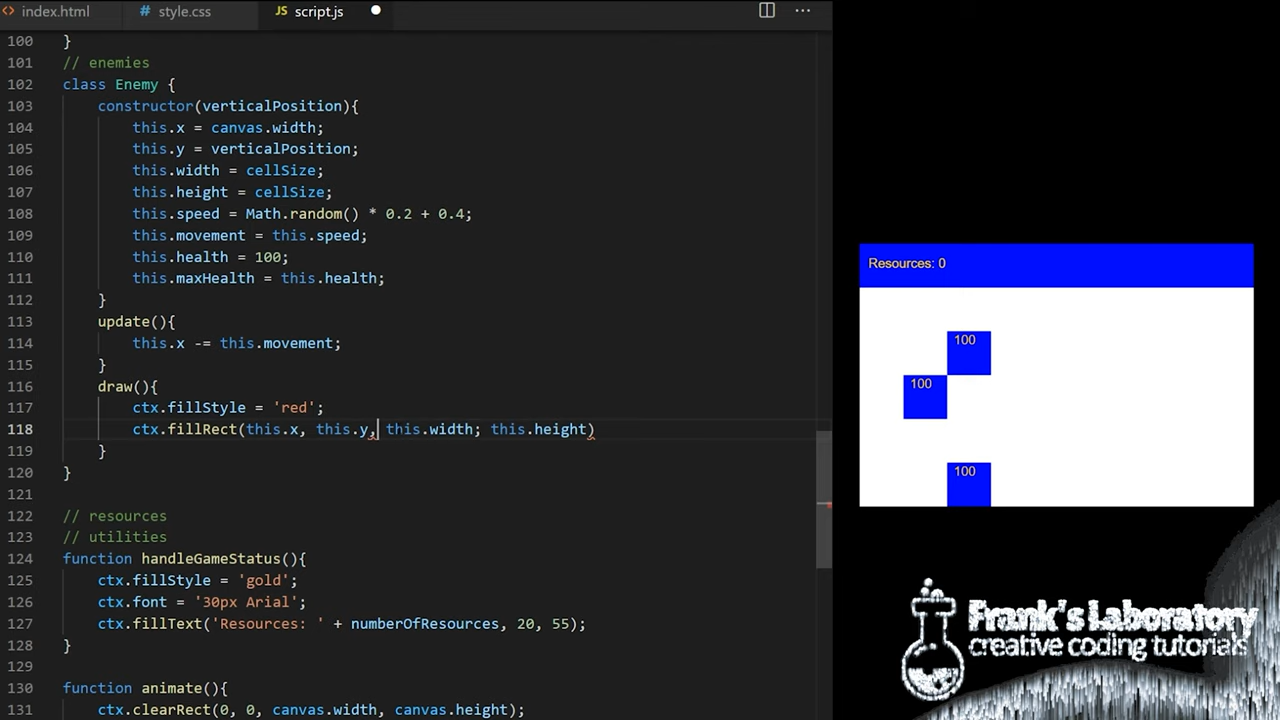 index.html
# style.css
JS script.js
100 }
101 // enemies
102 class Enemy {
103 constructor(verticalPosition){
104 this.x = canvas.width;
105 this.y = verticalPosition;
106 this.width = cellSize;
107 this.height = cellSize;
108 this.speed = Math.random() * 0.2 + 0.4;
109 this.movement = this.speed;
110 this.health = 100;
111 this.maxHealth = this.health;
112 }
113 update(){
114 this.x -= this.movement;
115 }
116 draw(){
117 ctx.fillStyle = 'red';
118 ctx.fillRect(this.x, this.y, this.width; this.height)
119 }
120 }
121
122 // resources
123 // utilities
124 function handleGameStatus(){
125 ctx.fillStyle = 'gold';
126 ctx.font = '30px Arial';
127 ctx.fillText('Resources: ' + numberOfResources, 20, 55);
128 }
129
130 function animate(){
131 ctx.clearRect(0, 0, canvas.width, canvas.height);
Resources: 0
100
100
100
Frank's Laboratory
creative coding tutorials